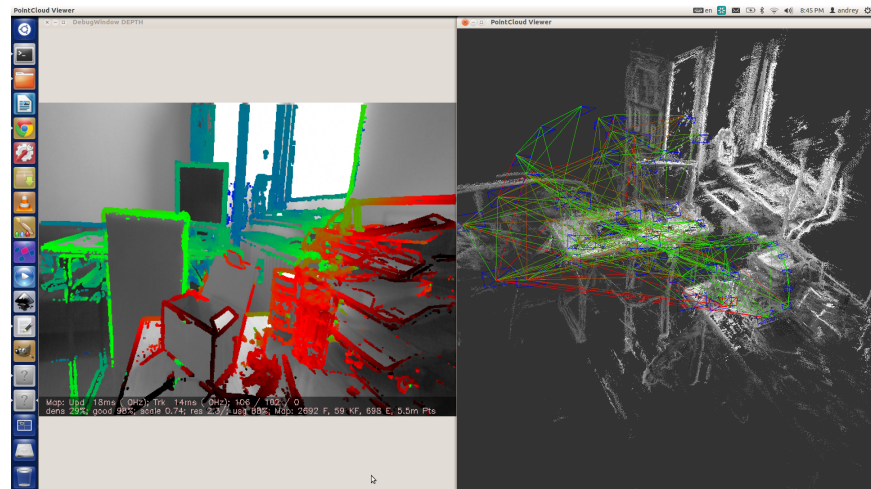 PointCloud Viewer
en
8:45 PM
andrey
DebugWindow DEPTH
PointCloud Viewer
Map: Upd 18ms ( 0Hz); Trk 14ms ( 0Hz); 106 / 102 / 0
dens 29%; good 98%; scale 0.74; res 2.3/; usg 88%; Map: 2692 F, 59 KF, 698 E, 5.5m Pts